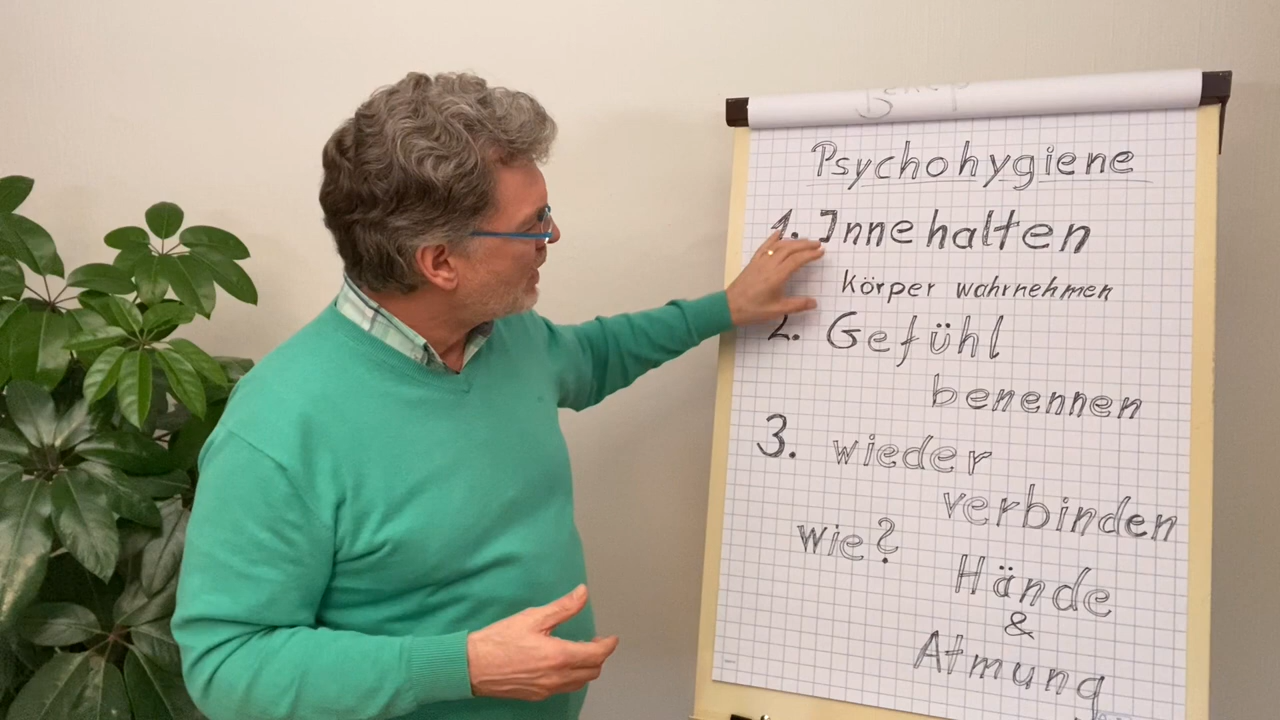 Psychohygiene
1. Innehalten
Körper wahrnehmen
2. Gefühl
benennen
3. wieder
verbinden
wie?
Hände
&
Atmung